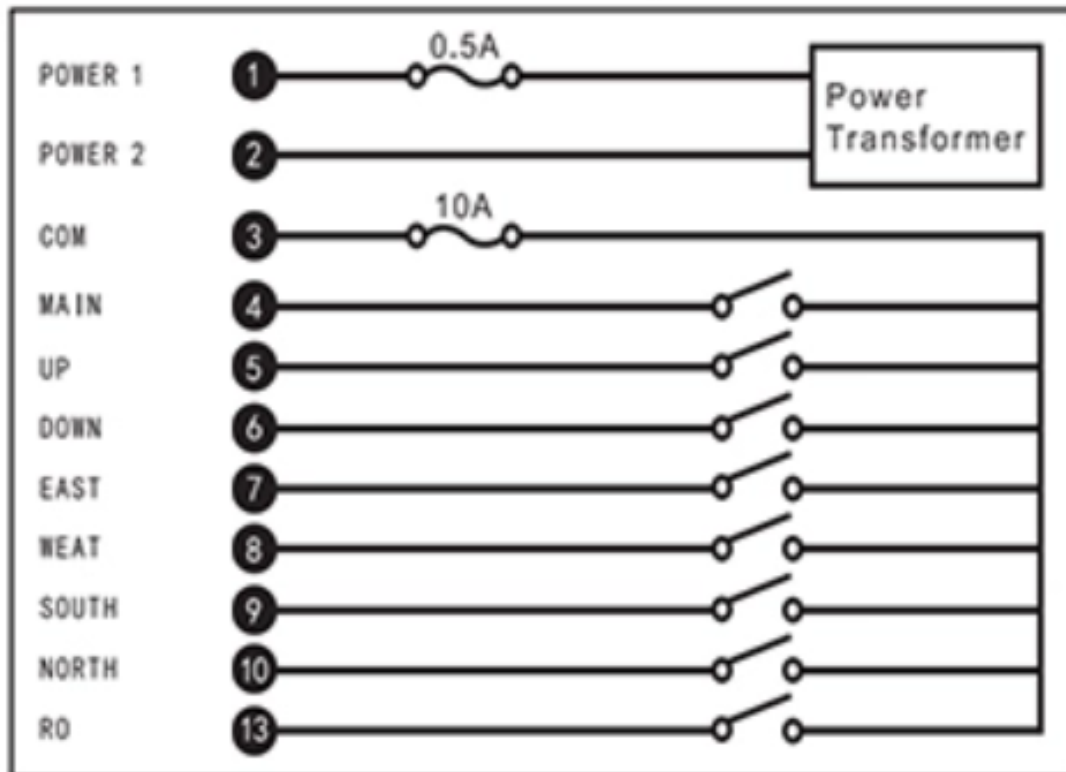 POWER 1 1 0.5A
Power
Transformer
POWER 2 2
COM 3 10A
MAIN 4
UP 5
DOWN 6
EAST 7
WEAT 8
SOUTH 9
NORTH 10
RO 13